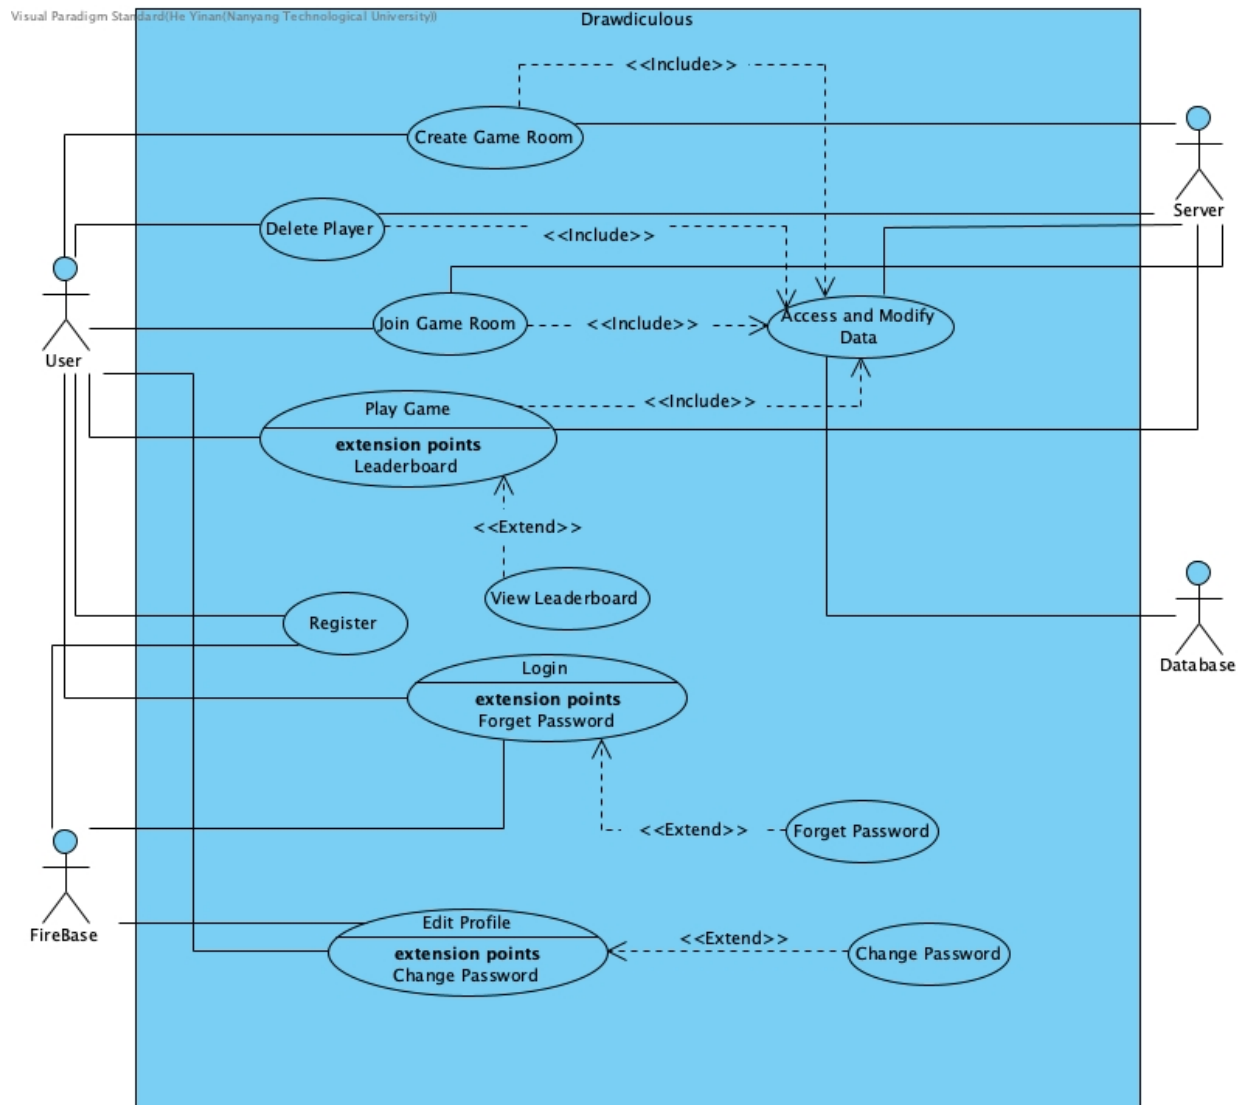 Visual Paradigm Standard(He Yinan(Nanyang Technological University))
Drawdiculous
<<Include>>
Create Game Room
Server
Delete Player
<<Include>>
Join Game Room
<<Include>>
Access and Modify
Data
User
Play Game
extension points
Leaderboard
<<Include>>
<<Extend>>
View Leaderboard
Register
Database
Login
extension points
Forget Password
<<Extend>>
Forget Password
FireBase
Edit Profile
extension points
Change Password
<<Extend>>
Change Password